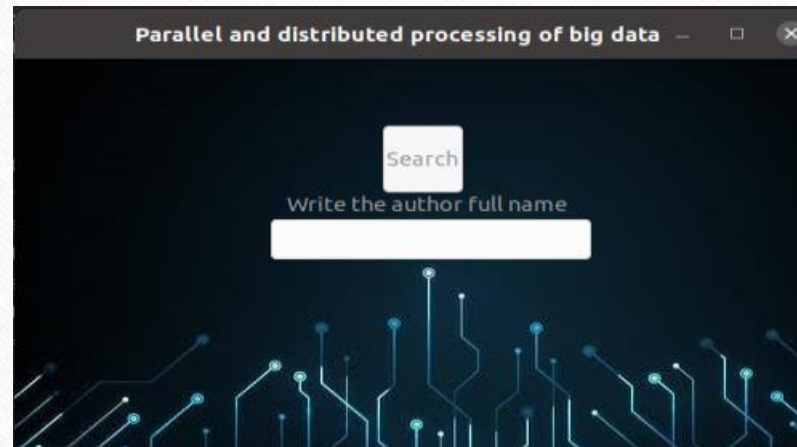 Parallel and distributed processing of big data
Search
Write the author full name